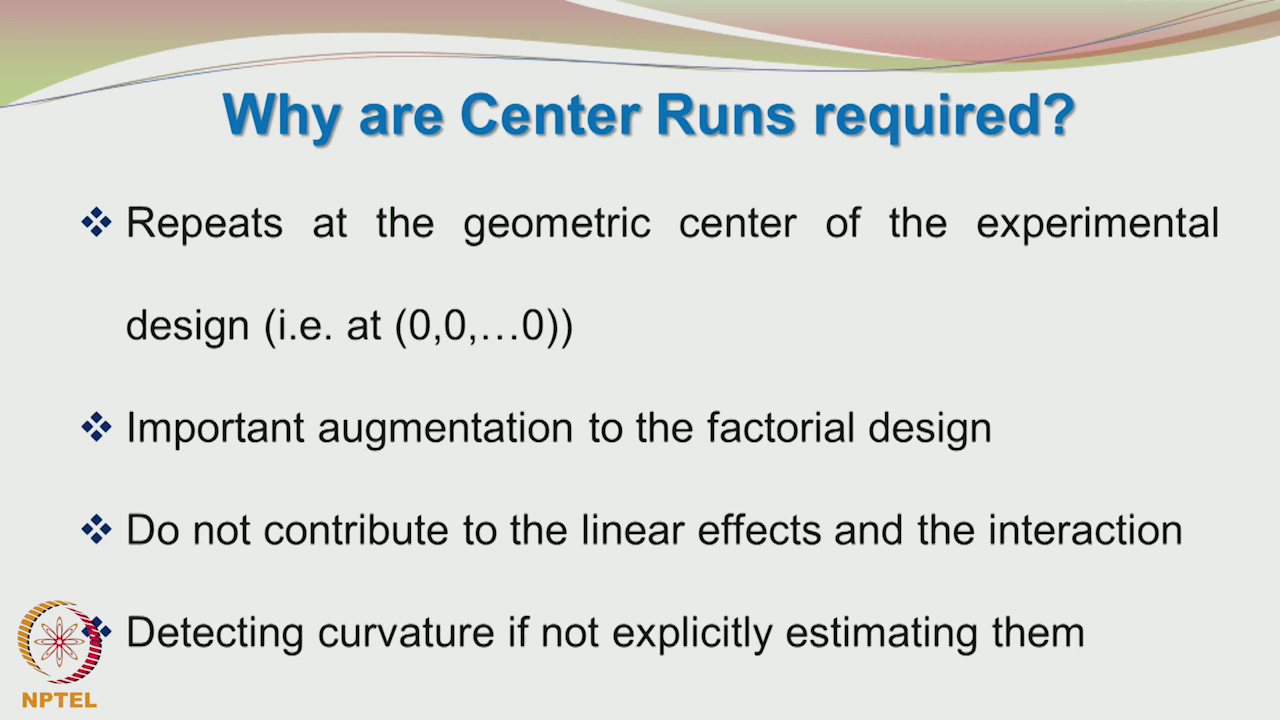 Why are Center Runs required?
❖ Repeats at the geometric center of the experimental
design (i.e. at (0,0,…0))
❖ Important augmentation to the factorial design
❖ Do not contribute to the linear effects and the interaction
❖ Detecting curvature if not explicitly estimating them
NPTEL